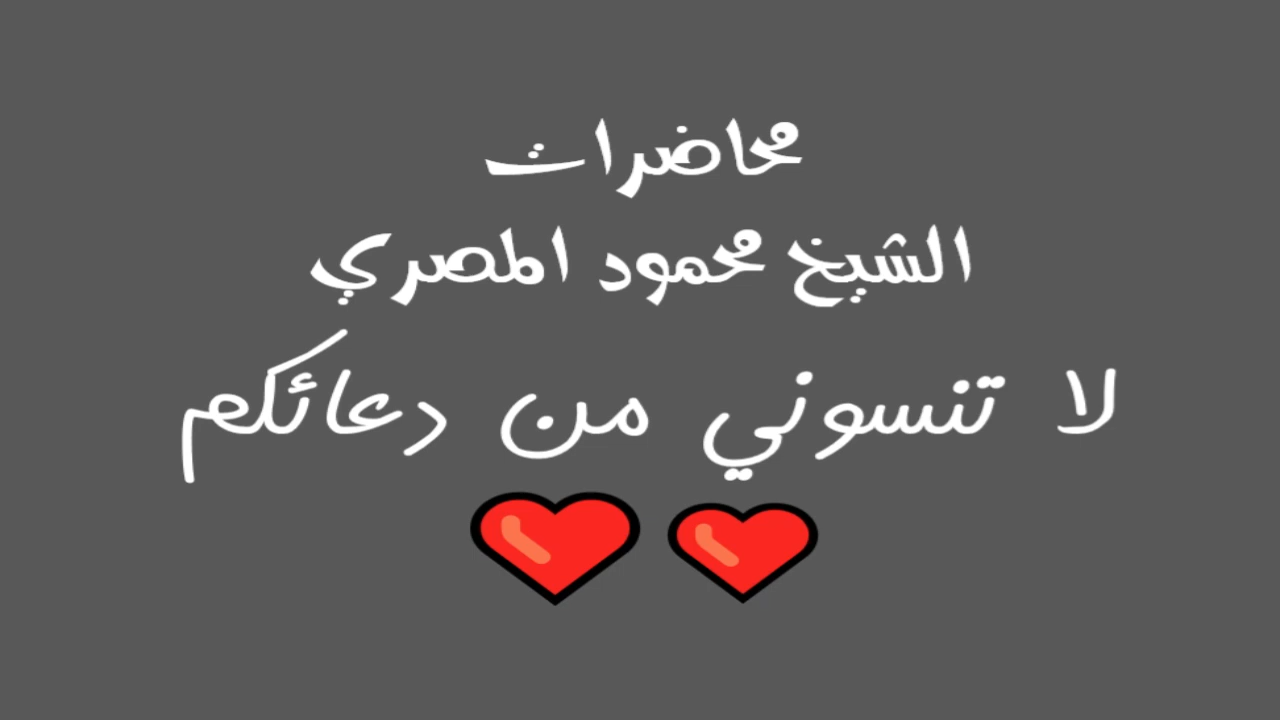 محاضرات
الشيخ محمود المصري
لا تنسوني من دعائكم